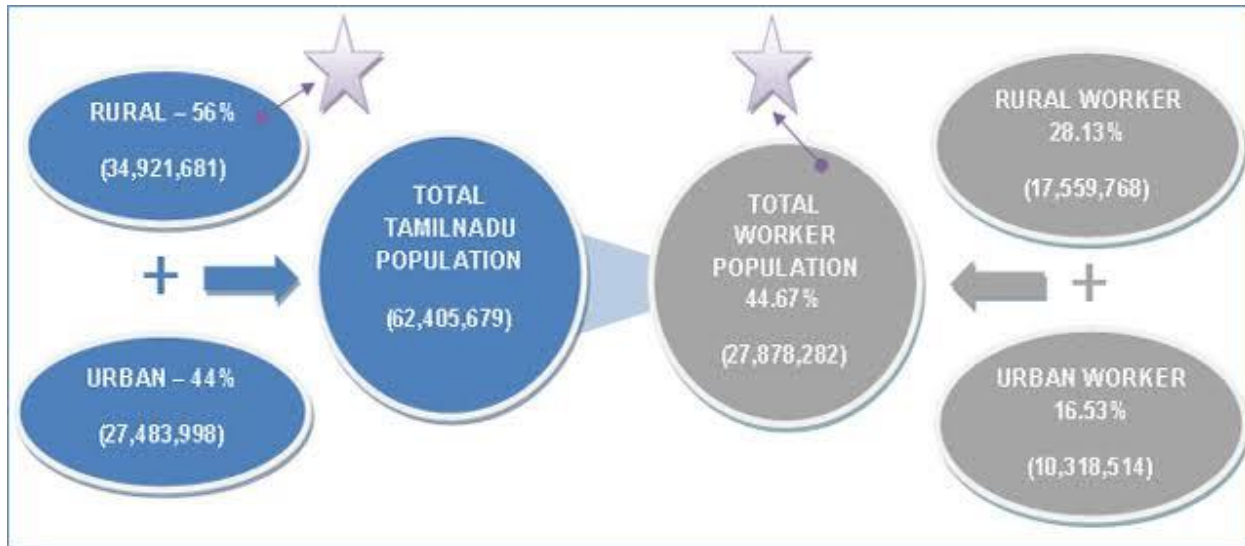 RURAL – 56%
(34,921,681)
+
URBAN – 44%
(27,483,998)
TOTAL
TAMILNADU
POPULATION
(62,405,679)
TOTAL
WORKER
POPULATION
44.67%
(27,878,282)
RURAL WORKER
28.13%
(17,559,768)
+
URBAN WORKER
16.53%
(10,318,514)